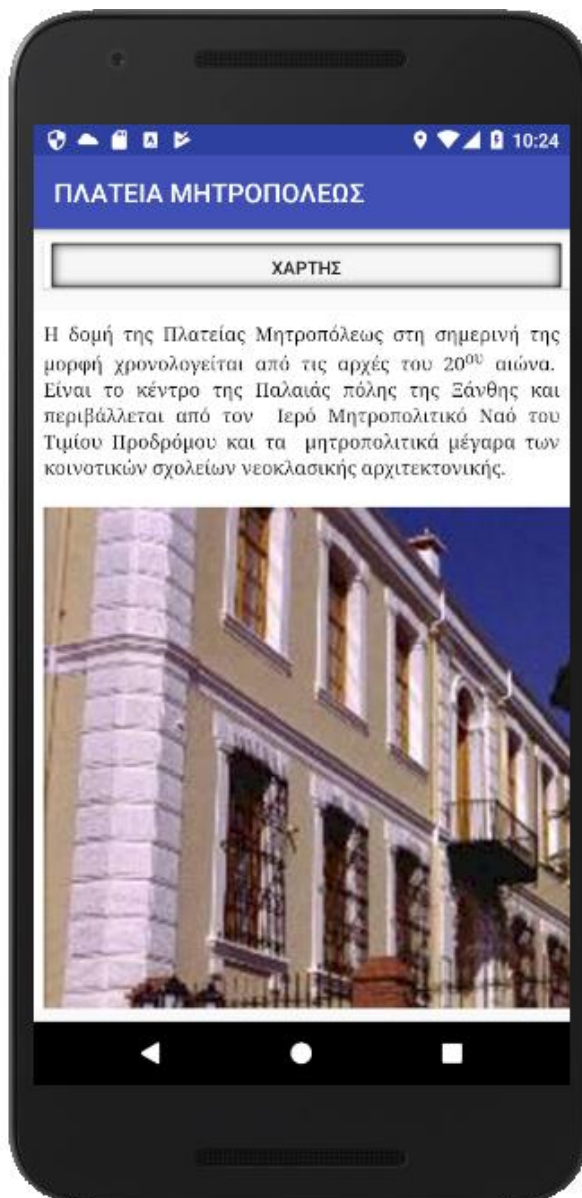 10:24
ΠΛΑΤΕΙΑ ΜΗΤΡΟΠΟΛΕΩΣ
ΧΑΡΤΗΣ
Η δομή της Πλατείας Μητροπόλεως στη σημερινή της
μορφή χρονολογείται από τις αρχές του 20ου αιώνα.
Είναι το κέντρο της Παλαιάς πόλης της Ξάνθης και
περιβάλλεται από τον Ιερό Μητροπολιτικό Ναό του
Τιμίου Προδρόμου και τα μητροπολιτικά μέγαρα των
κοινοτικών σχολείων νεοκλασικής αρχιτεκτονικής.